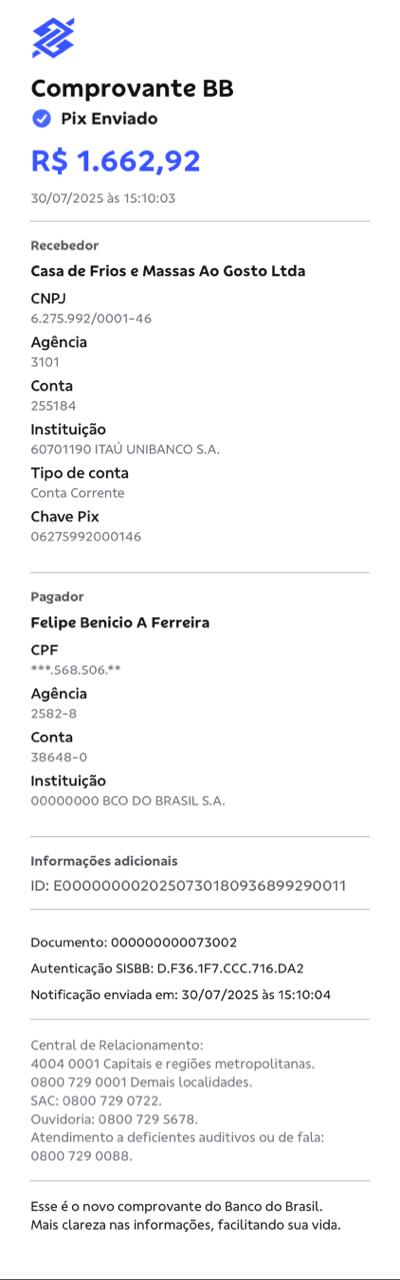 Comprovante BB
Pix Enviado
R$ 1.662,92
30/07/2025 às 15:10:03
Recebedor
Casa de Frios e Massas Ao Gosto Ltda
CNPJ
6.275.992/0001-46
Agência
3101
Conta
255184
Instituição
60701190 ITAÚ UNIBANCO S.A.
Tipo de conta
Conta Corrente
Chave Pix
06275992000146
Pagador
Felipe Benicio A Ferreira
CPF
***.568.506.**
Agência
2582-8
Conta
38648-0
Instituição
00000000 BCO DO BRASIL S.A.
Informações adicionais
ID: E0000000020250730180936899290011
Documento: 000000000073002
Autenticação SISBB: D.F36.1F7.CCC.716.DA2
Notificação enviada em: 30/07/2025 às 15:10:04
Central de Relacionamento:
4004 0001 Capitais e regiões metropolitanas.
0800 729 0001 Demais localidades.
SAC: 0800 729 0722.
Ouvidoria: 0800 729 5678.
Atendimento a deficientes auditivos ou de fala:
0800 729 0088.
Esse é o novo comprovante do Banco do Brasil.
Mais clareza nas informações, facilitando sua vida.